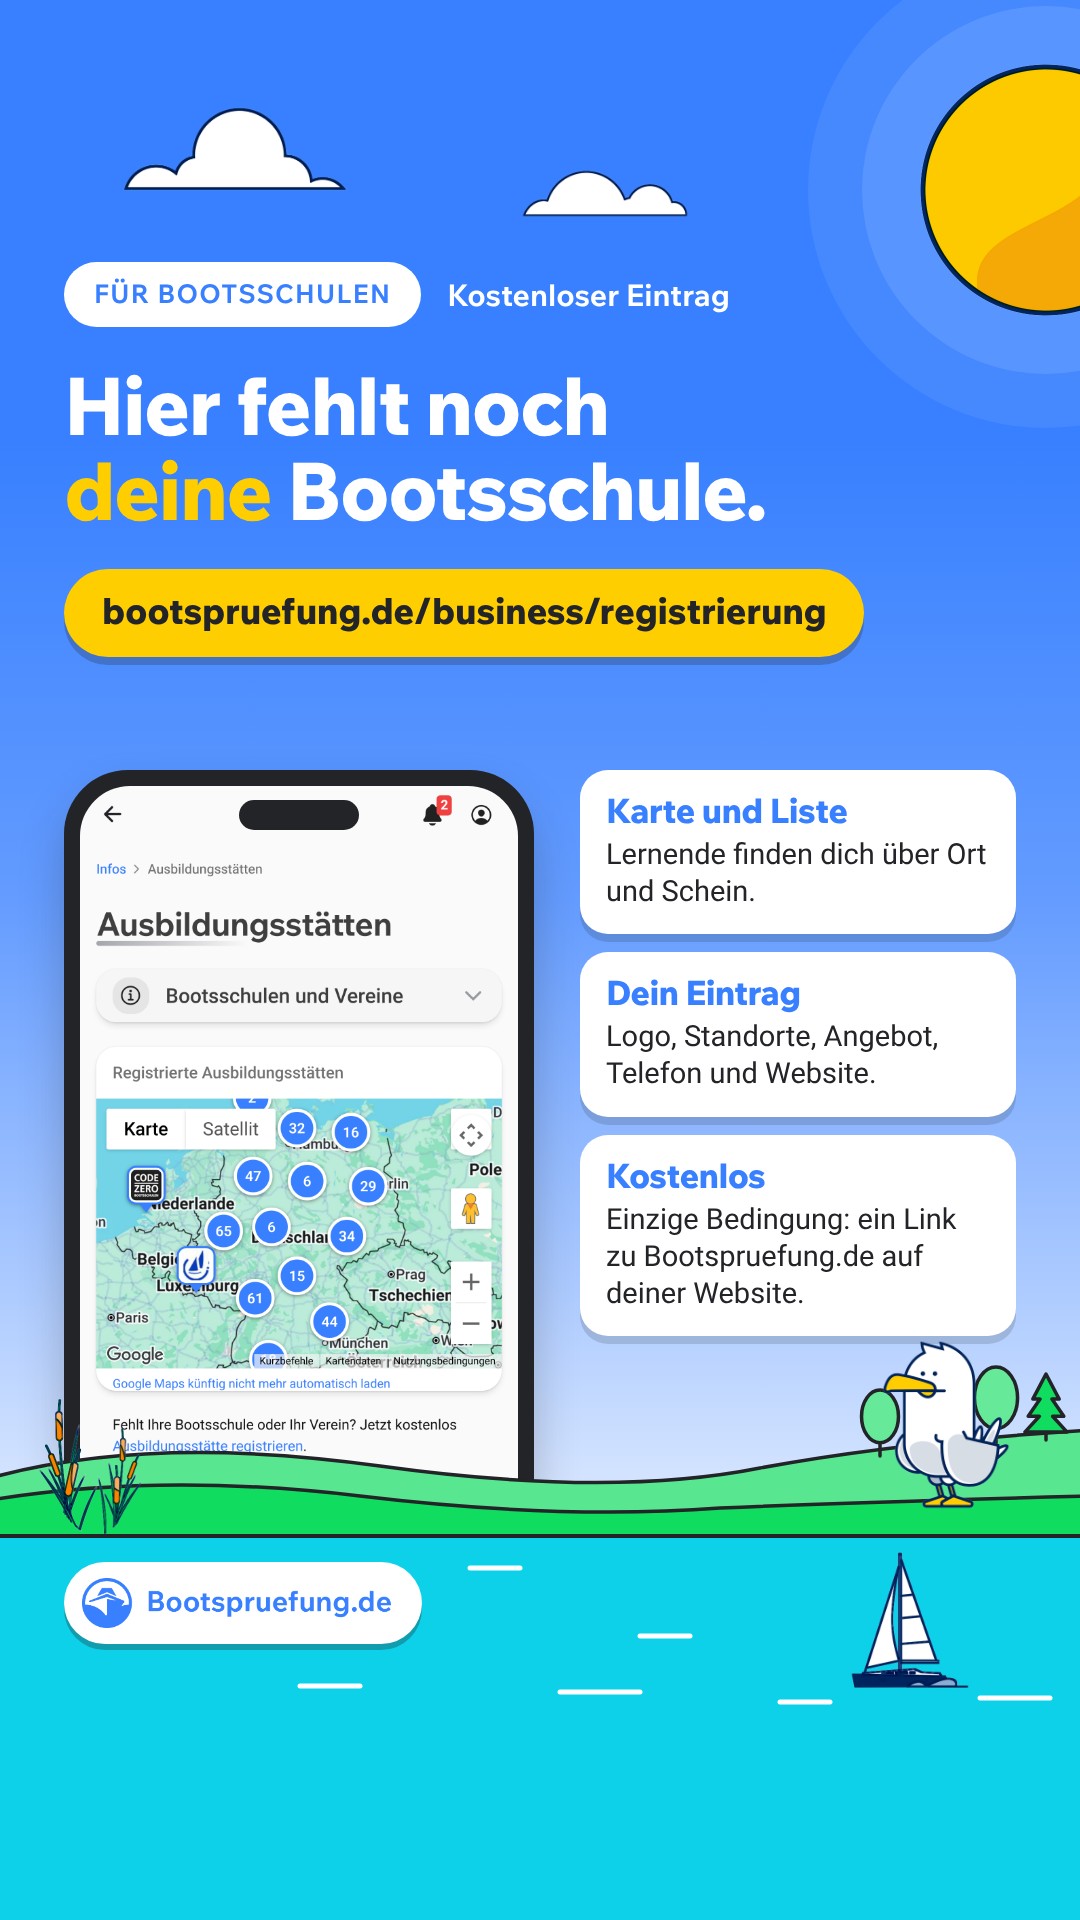 FÜR BOOTSSCHULEN
Kostenloser Eintrag
Hier fehlt noch
deine Bootsschule.
bootspruefung.de/business/registrierung
2
Infos > Ausbildungsstätten
Ausbildungsstätten
Bootsschulen und Vereine
Registrierte Ausbildungsstätten
Karte
Satellit
32
16
47
6
29
Pole
CODE
ZERO
65
6
34
Prag
15
Tschechien
61
Paris
44
München
Google
Kurzbefehle
Kartendaten
Nutzungsbedingungen
Google Maps künftig nicht mehr automatisch laden
Fehlt Ihre Bootsschule oder Ihr Verein? Jetzt kostenlos
Ausbildungsstätte registrieren.
Karte und Liste
Lernende finden dich über Ort
und Schein.
Dein Eintrag
Logo, Standorte, Angebot,
Telefon und Website.
Kostenlos
Einzige Bedingung: ein Link
zu Bootspruefung.de auf
deiner Website.
Bootspruefung.de